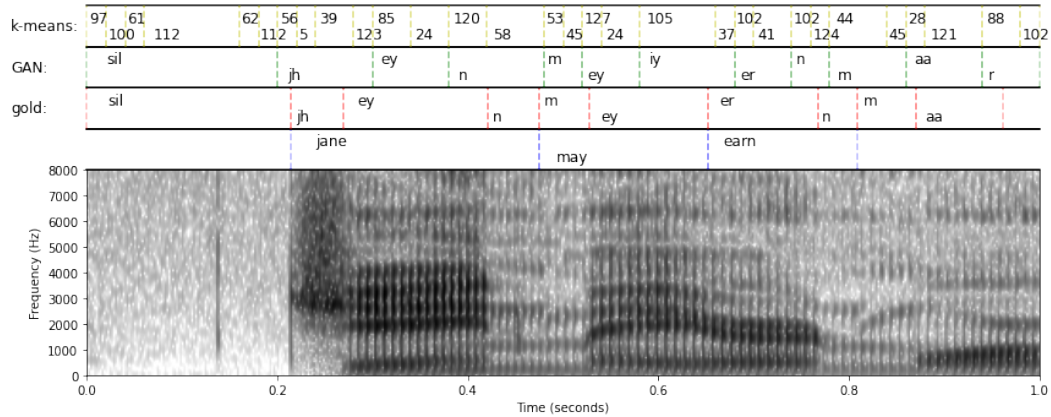 k-means: 97 61 62 56 39 85 120 53 127 105 102 102 44 28 88
100 112 112 5 123 24 58 45 24 37 41 124 45 121 102
GAN: sil ey m iy n aa
jh n ey er m r
gold: sil ey m er m
jh n ey n aa
jane earn
may
8000
7000
6000
5000
4000
3000
2000
1000
0
Frequency (Hz)
0.0 0.2 0.4 0.6 0.8 1.0
Time (seconds)